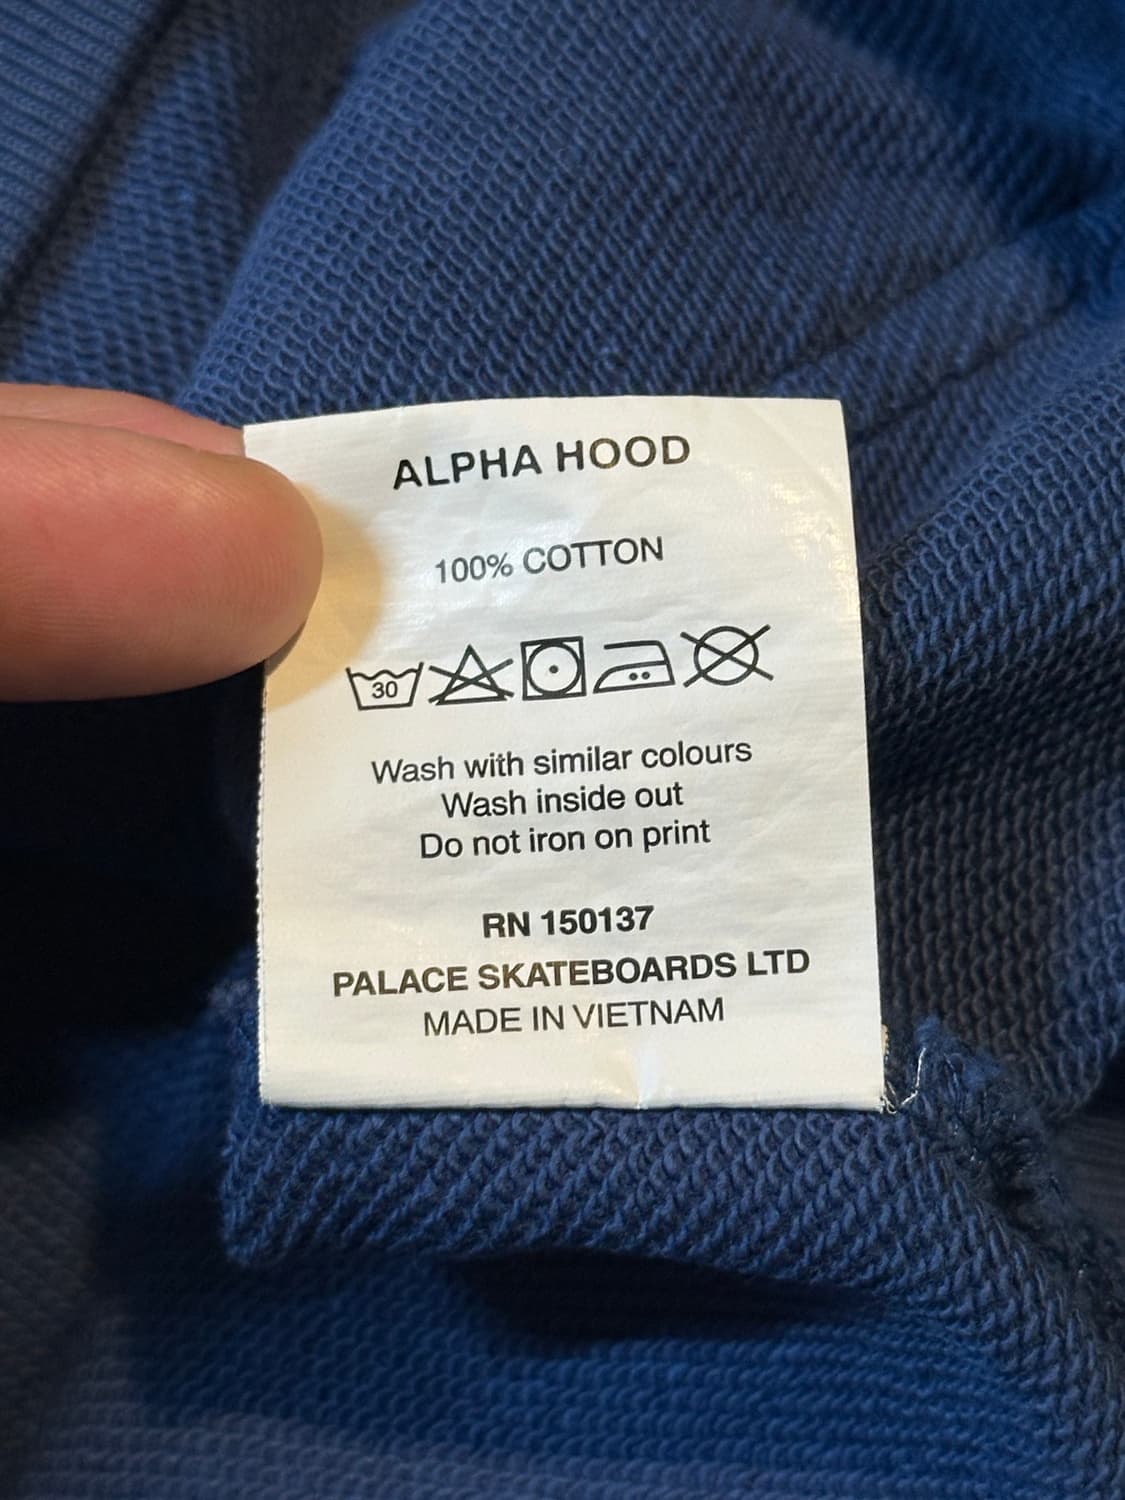 ALPHA HOOD
100% COTTON
30
Wash with similar colours
Wash inside out
Do not iron on print
RN 150137
PALACE SKATEBOARDS LTD
MADE IN VIETNAM